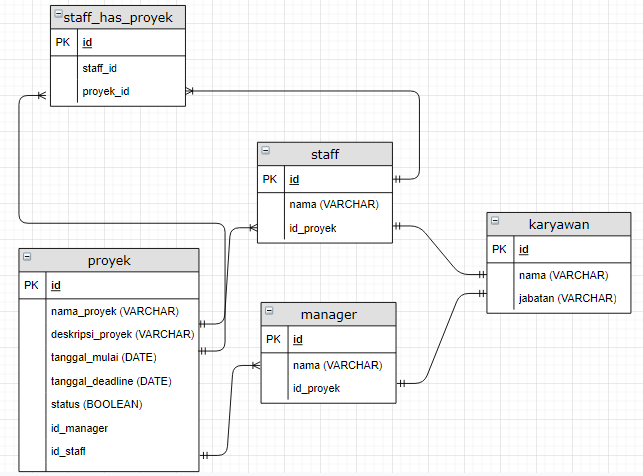 staff_has_proyek
PK id
staff_id
proyek_id
staff
PK id
nama (VARCHAR)
id_proyek
karyawan
PK id
nama (VARCHAR)
jabatan (VARCHAR)
proyek
PK id
nama_proyek (VARCHAR)
deskripsi_proyek (VARCHAR)
tanggal_mulai (DATE)
tanggal_deadline (DATE)
status (BOOLEAN)
id_manager
id_staff
manager
PK id
nama (VARCHAR)
id_proyek